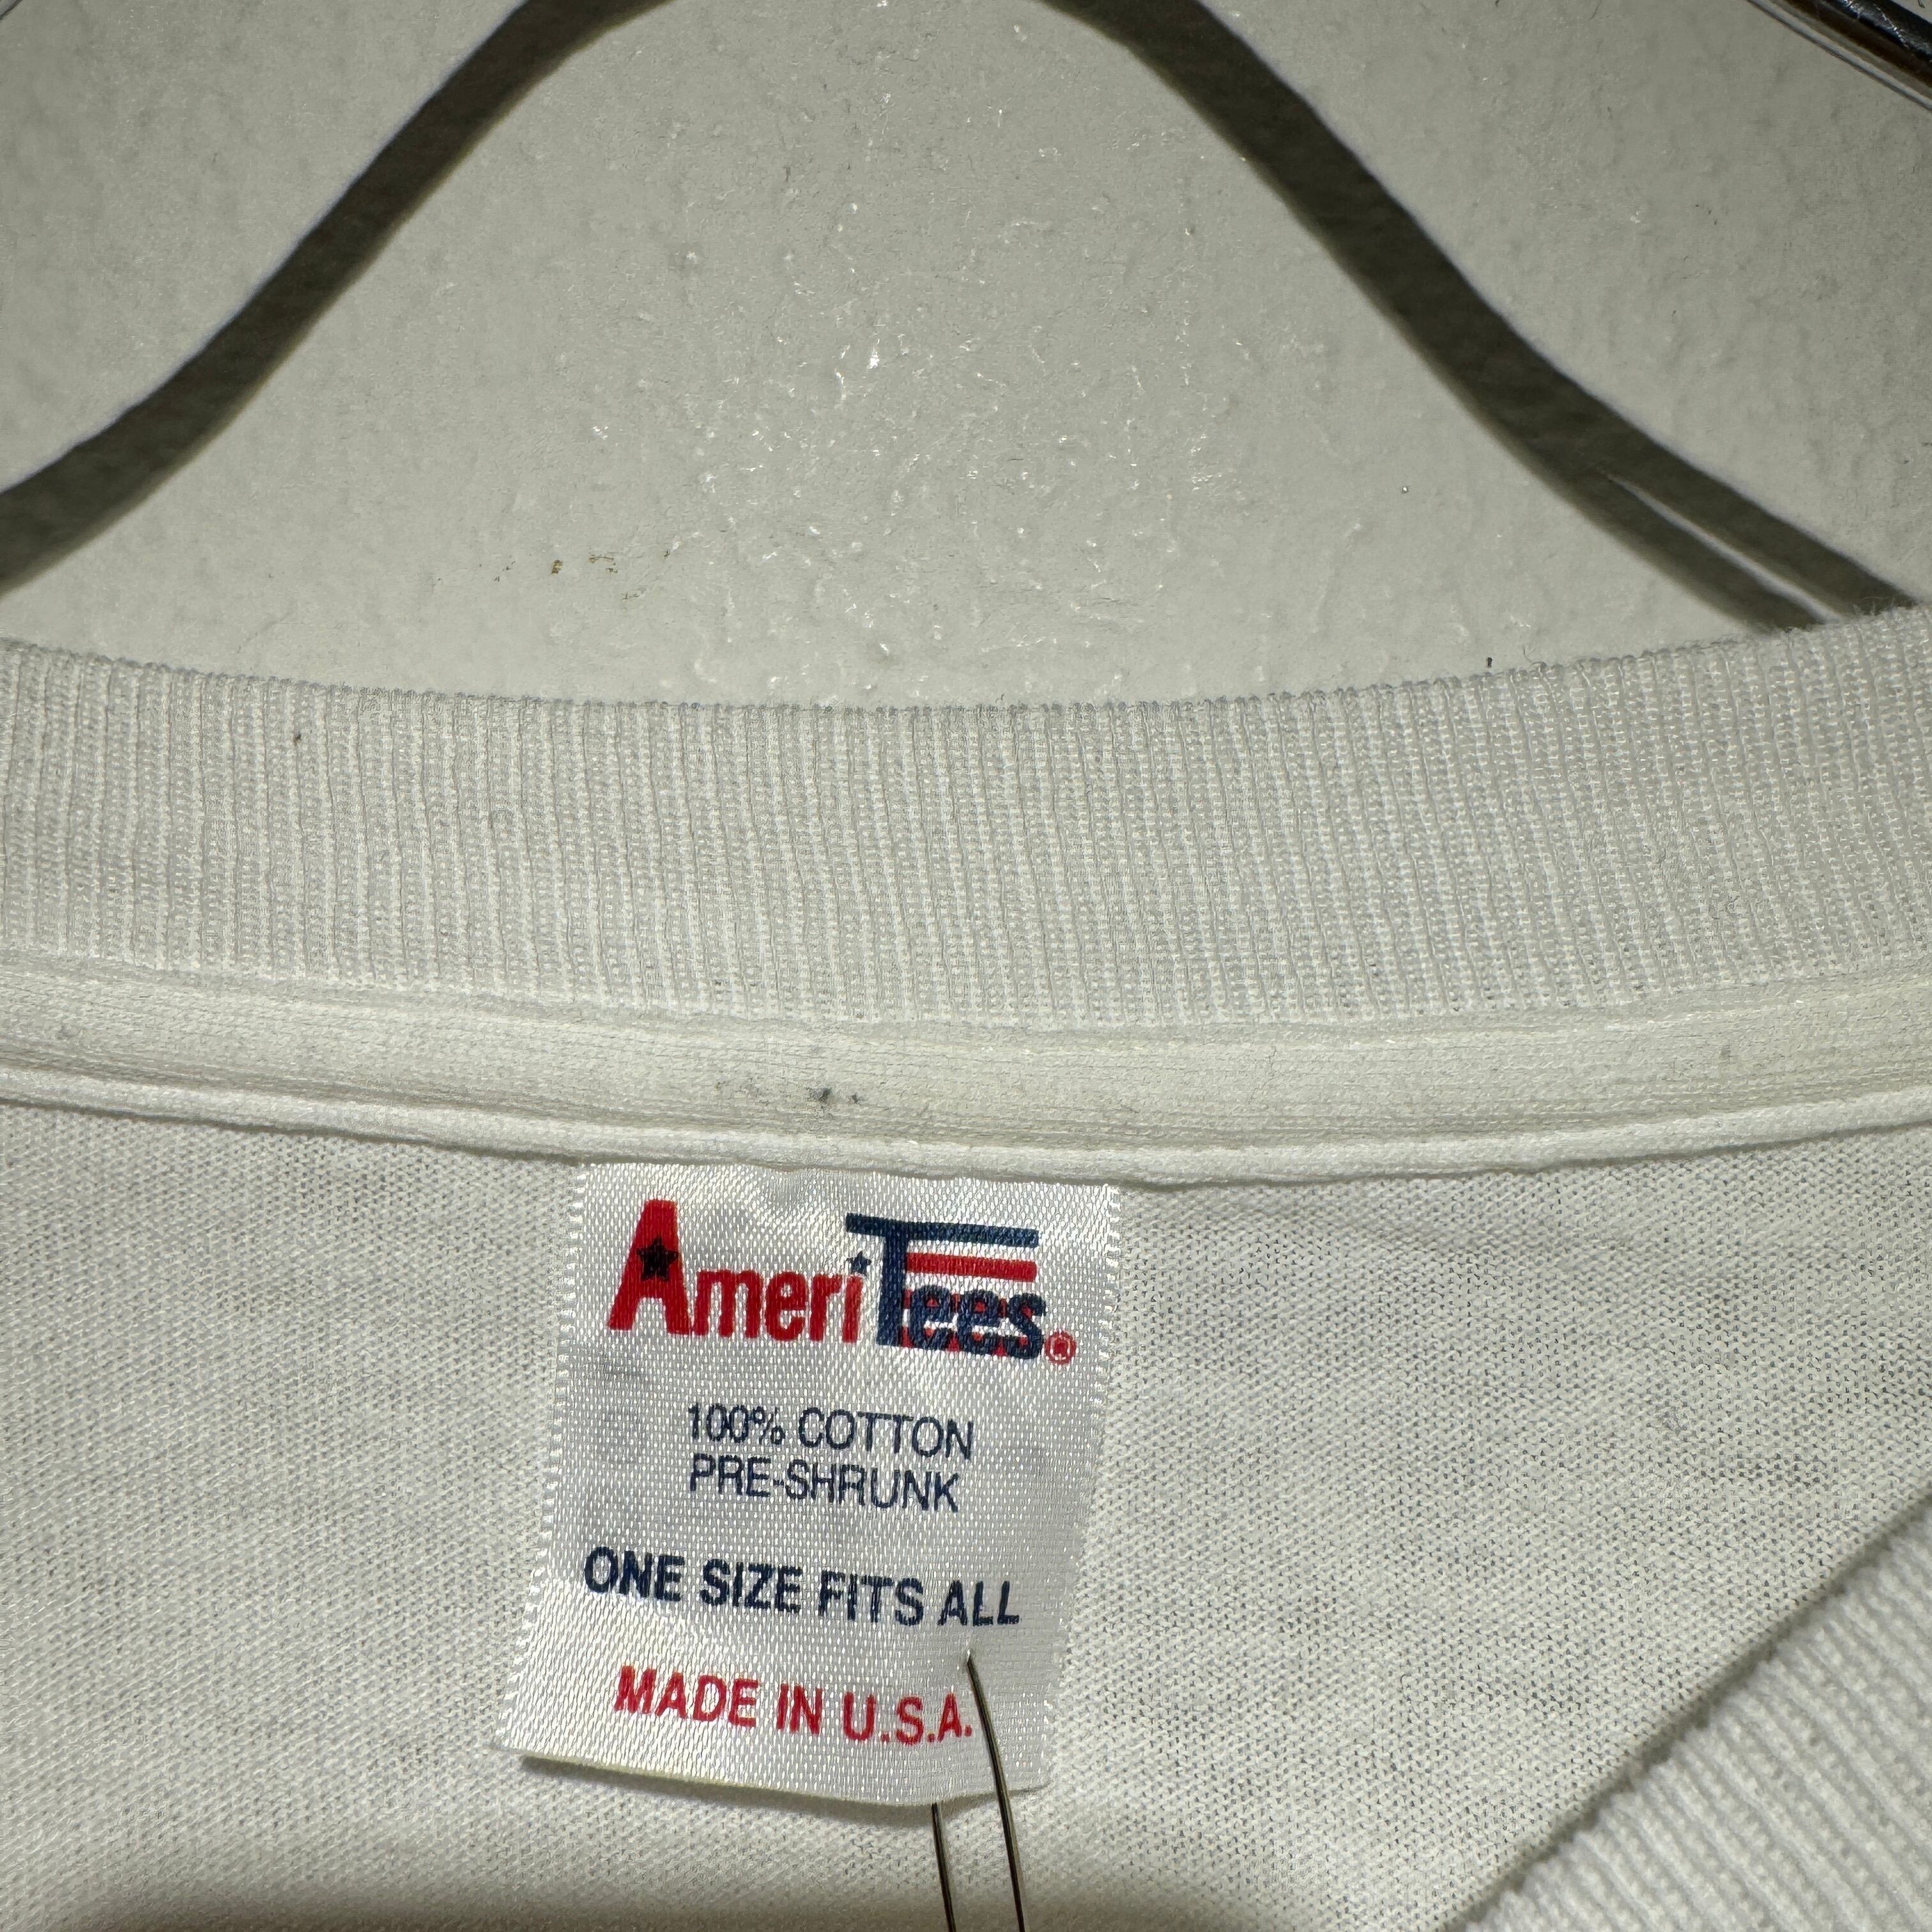 AmeriTees®
100% COTTON
PRE-SHRUNK
ONE SIZE FITS ALL
MADE IN U.S.A.